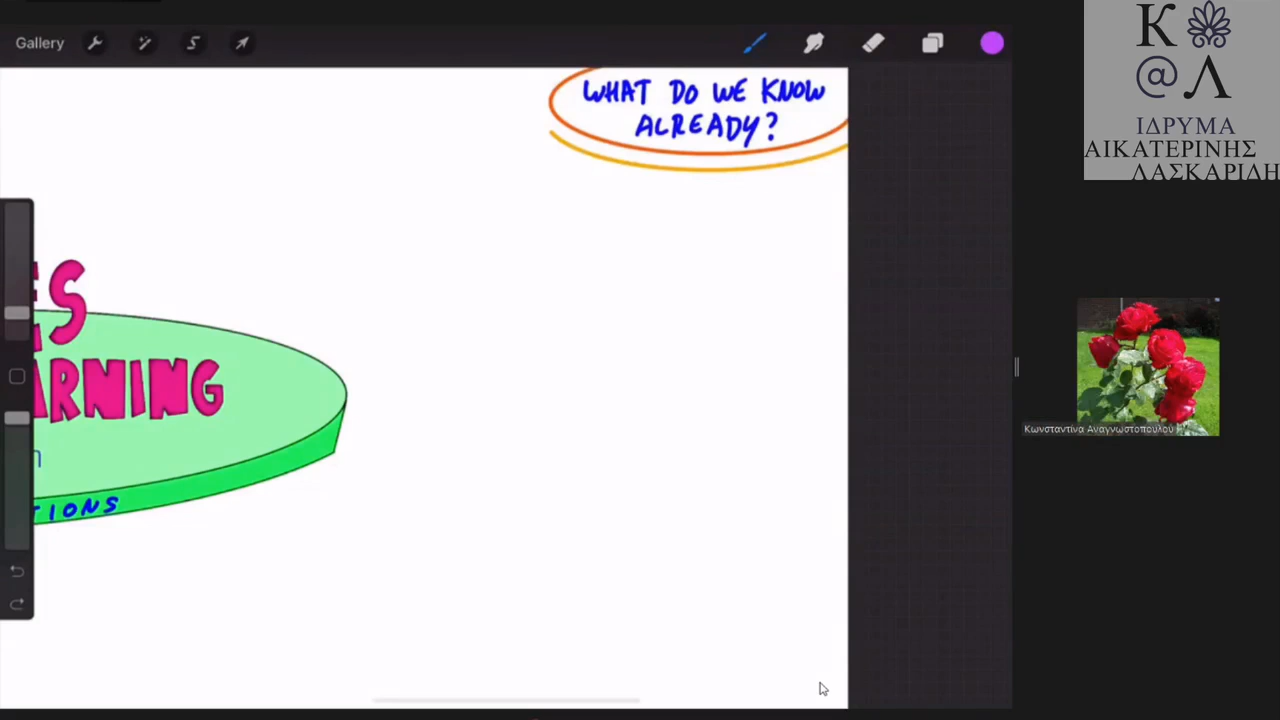 Gallery
WHAT DO WE KNOW
ALREADY?
ES
ARNING
TIONS
Κ
@ Λ
ΙΔΡΥΜΑ
ΑΙΚΑΤΕΡΙΝΗΣ
ΛΑΣΚΑΡΙΔΗ
Κωνσταντίνα Αναγνωστοπούλου